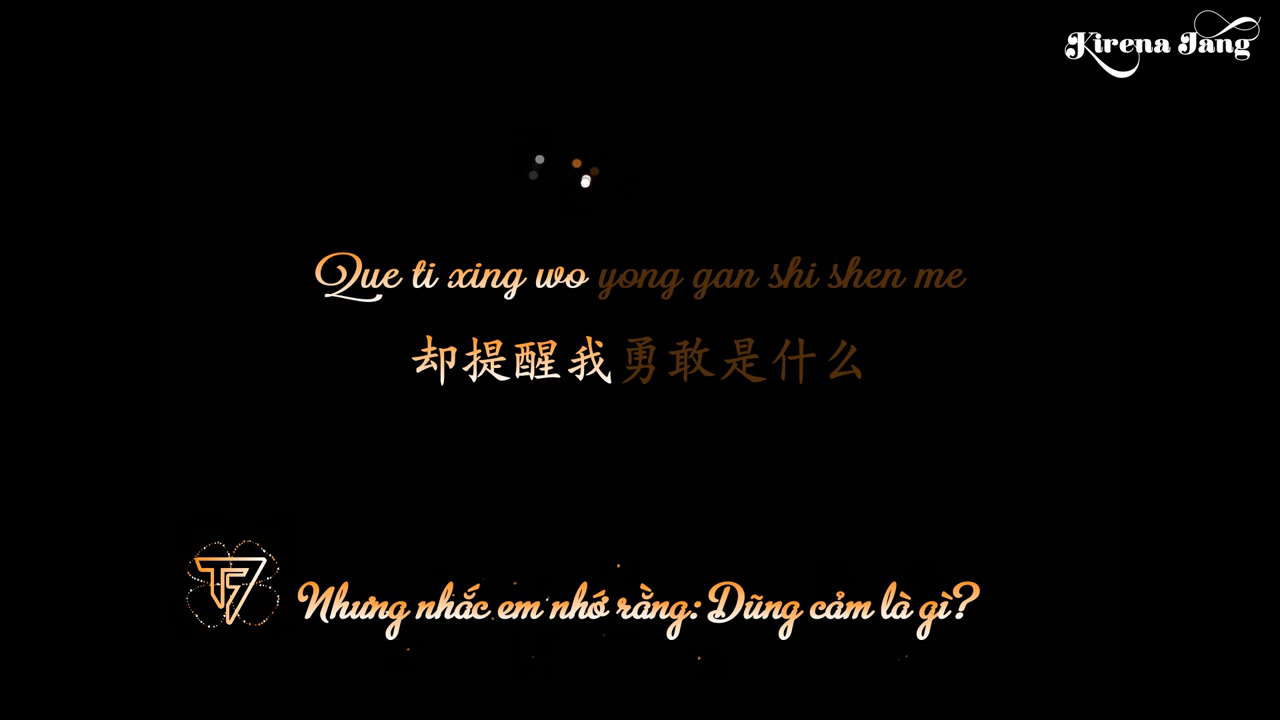 Kirena Jang
Que ti xing wo yong gan shi shen me
却提醒我勇敢是什么
TF
Nhưng nhắc em nhớ rằng: Dũng cảm là gì?